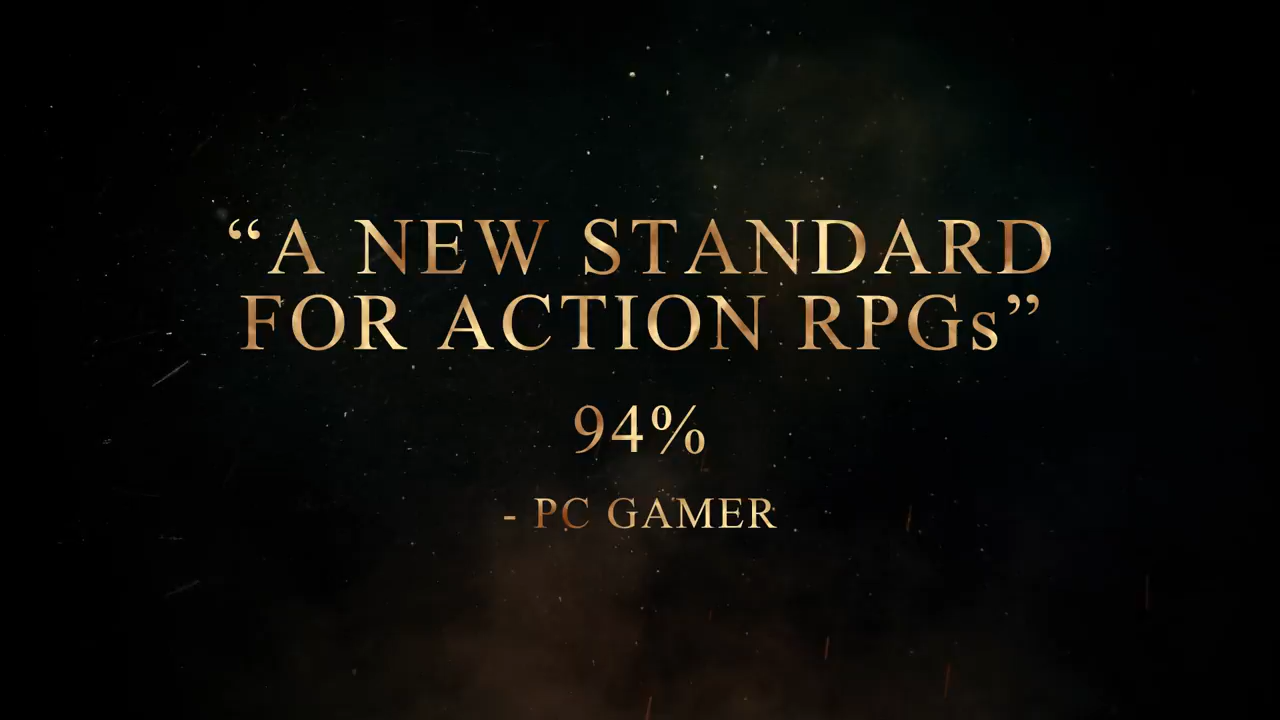 “A NEW STANDARD
FOR ACTION RPGs”
94%
- PC GAMER